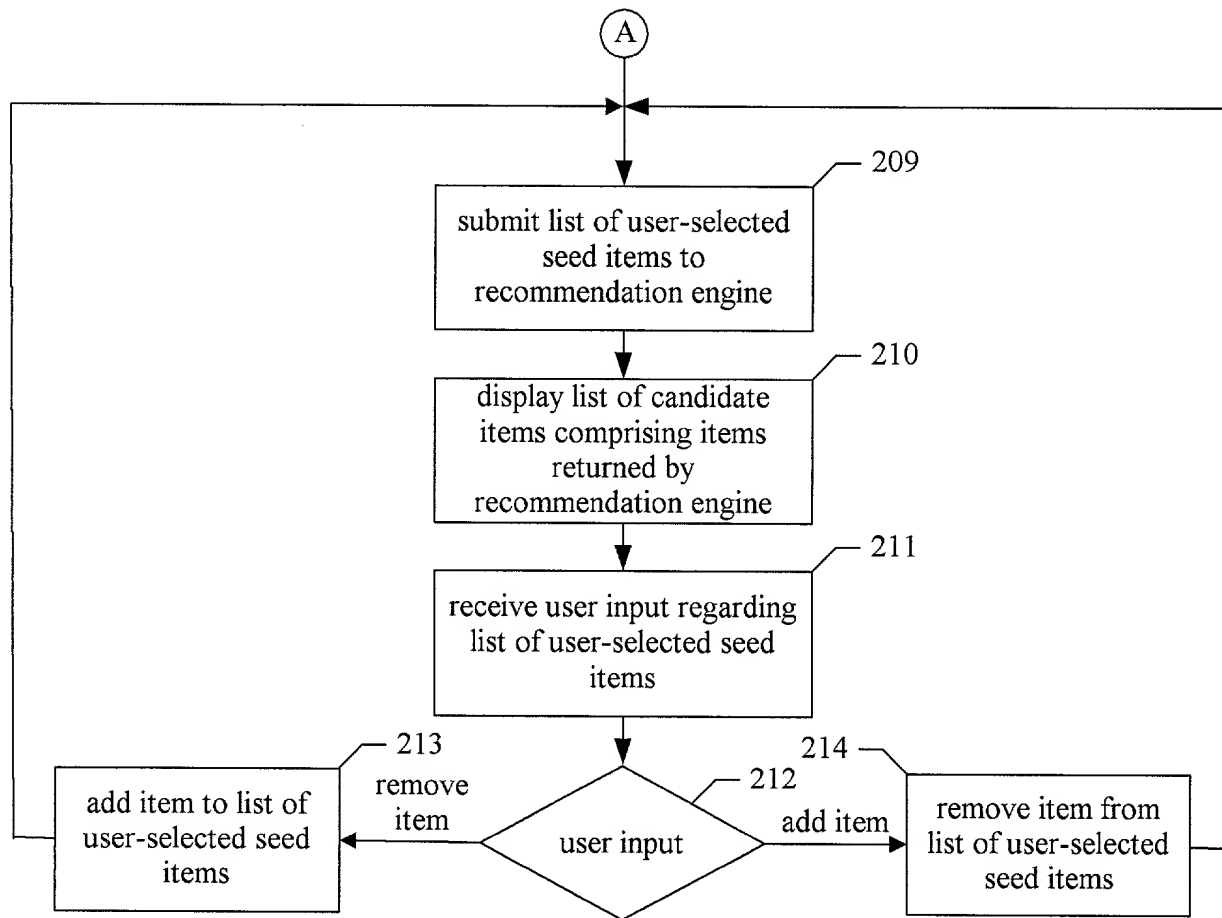 A
209
submit list of user-selected
seed items to
recommendation engine
210
display list of candidate
items comprising items
returned by
recommendation engine
211
receive user input regarding
list of user-selected seed
items
213
add item to list of
user-selected seed
items
remove
item
212
user input
add item
214
remove item from
list of user-selected
seed items